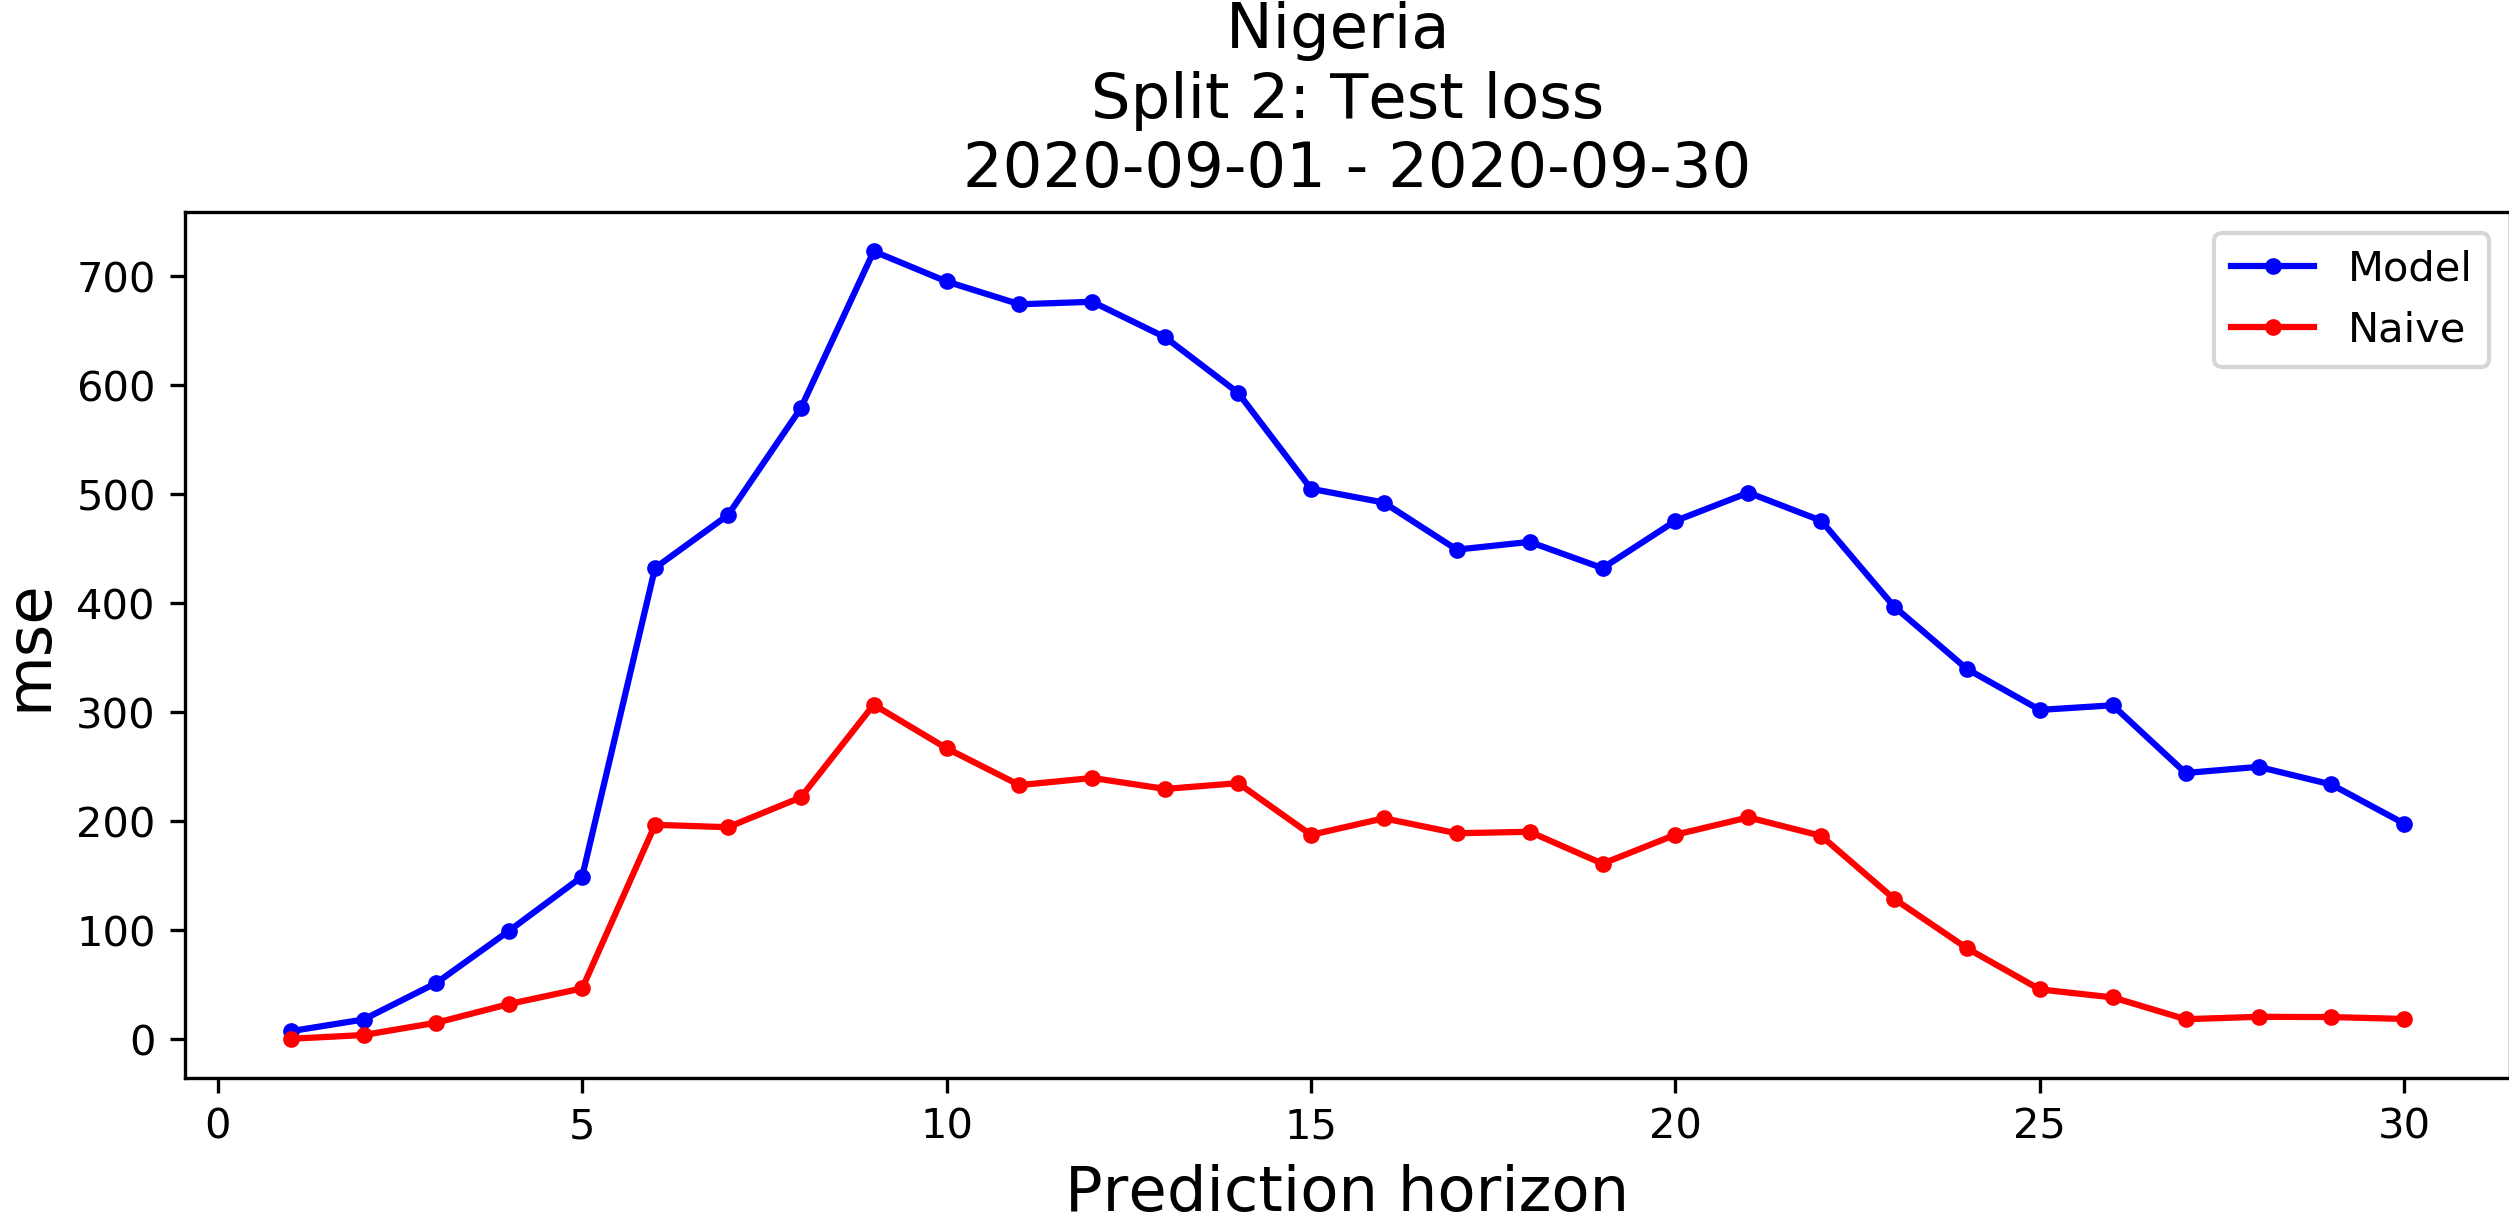 Nigeria
Split 2: Test loss
2020-09-01 - 2020-09-30
Model
Naive
700
600
500
400
300
200
100
0
mse
0 5 10 15 20 25 30
Prediction horizon